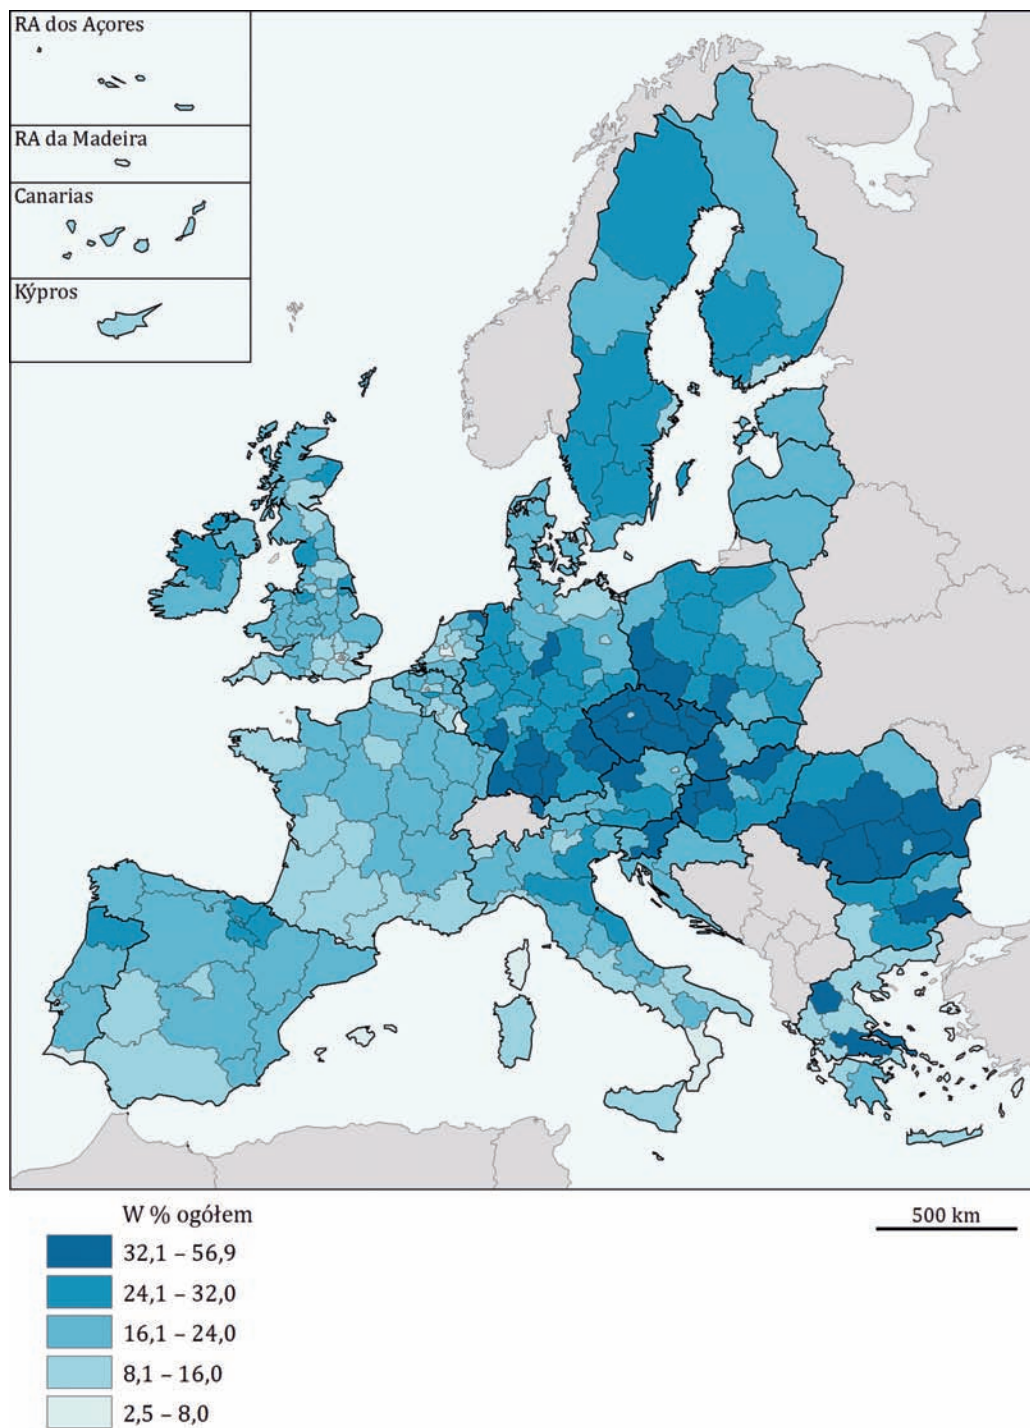 RA dos Açores
RA da Madeira
Canarias
Kýpros
W % ogółem
32,1 – 56,9
24,1 – 32,0
16,1 – 24,0
8,1 – 16,0
2,5 – 8,0
500 km